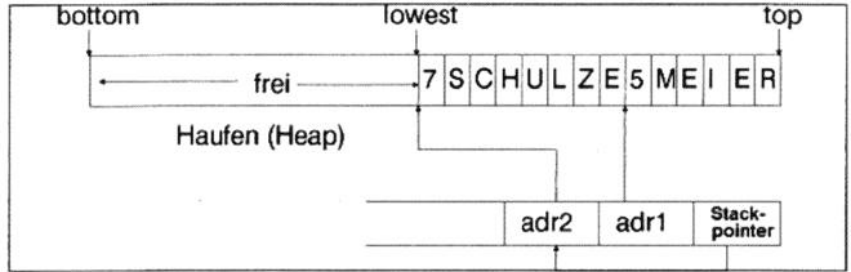 bottom lowest top
frei 7 S C H U L Z E 5 M E I E R
Haufen (Heap)
adr2 adr1 Stack-
pointer